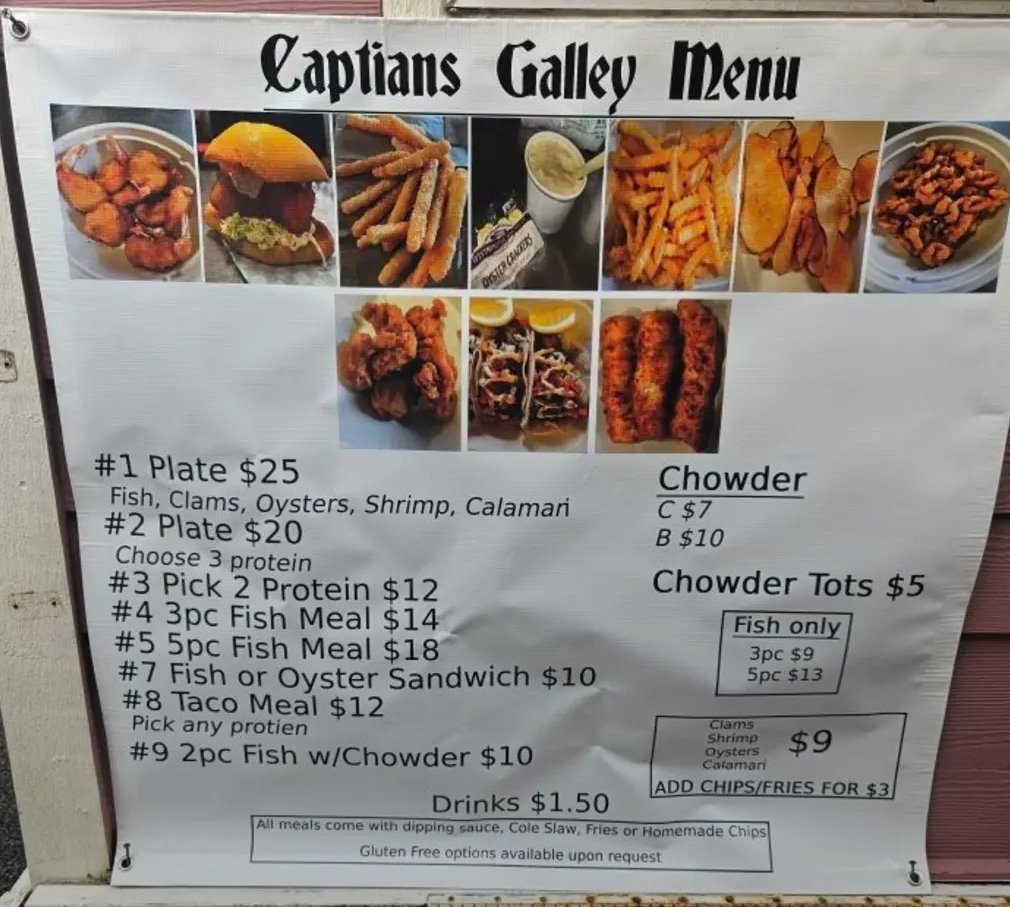 Captians Galley Menu
OYSTER CRACKERS
#1 Plate $25
Fish, Clams, Oysters, Shrimp, Calamari
#2 Plate $20
Choose 3 protein
#3 Pick 2 Protein $12
#4 3pc Fish Meal $14
#5 5pc Fish Meal $18
#7 Fish or Oyster Sandwich $10
#8 Taco Meal $12
Pick any protien
#9 2pc Fish w/Chowder $10
Chowder
C $7
B $10
Chowder Tots $5
Fish only
3pc $9
5pc $13
Clams
Shrimp
Oysters
Calamari
$9
ADD CHIPS/FRIES FOR $3
Drinks $1.50
All meals come with dipping sauce, Cole Slaw, Fries or Homemade Chips
Gluten Free options available upon request